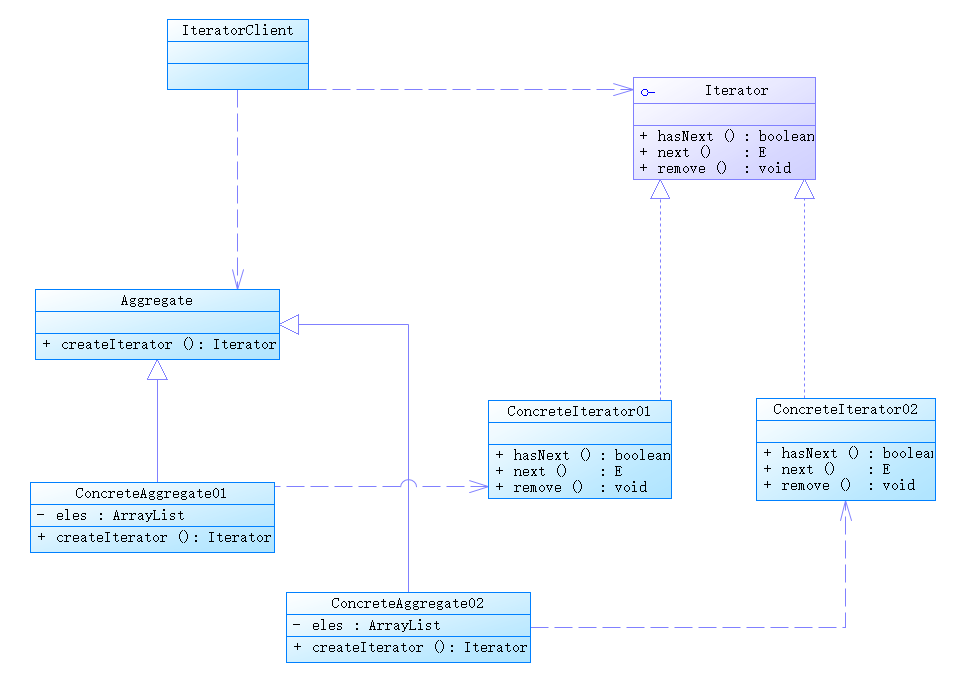 IteratorClient
Iterator
+ hasNext () : boolean
+ next () : E
+ remove () : void
Aggregate
+ createIterator (): Iterator
ConcreteIterator01
+ hasNext () : boolean
+ next () : E
+ remove () : void
ConcreteIterator02
+ hasNext () : boolean
+ next () : E
+ remove () : void
ConcreteAggregate01
- eles : ArrayList
+ createIterator (): Iterator
ConcreteAggregate02
- eles : ArrayList
+ createIterator (): Iterator